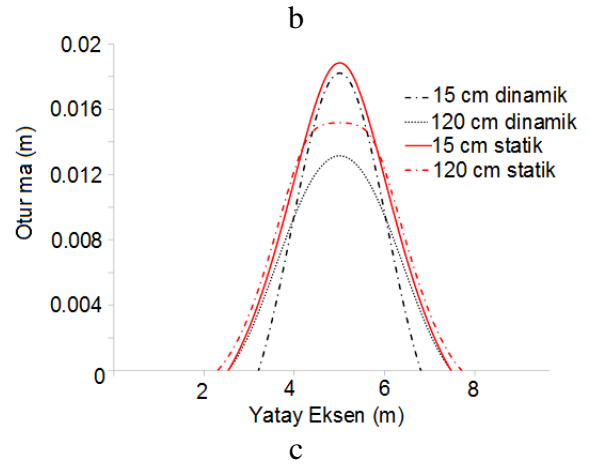 b
0.02
0.016
0.012
0.008
0.004
0
Otur ma (m)
15 cm dinamik
120 cm dinamik
15 cm statik
120 cm statik
2 4 6 8
Yatay Eksen (m)
c